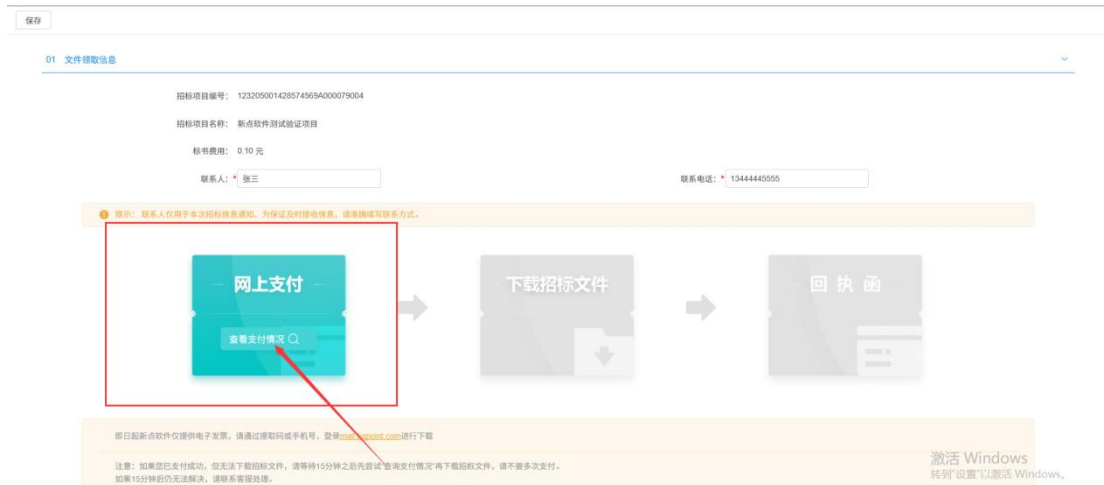 保存
01 文件领取信息
招标项目编号： 123205001428574569A000079004
招标项目名称： 新点软件测试验证项目
标书费用： 0.10 元
联系人：* 张三 联系电话：* 13444445555
提示： 联系人仅用于本次招标信息通知，为保证及时接收信息，请准确填写联系方式。
网上支付 下载招标文件 回执函
查看支付情况
即日起新点软件仅提供电子发票，请通过提取码或手机号，登录 进行下载
注意：如果您已支付成功，但无法下载招标文件，请等待15分钟之后先尝试"查询支付情况"再下载招标文件，请不要多次支付。
如果15分钟后仍无法解决，请联系客服处理。
激活 Windows
转到"设置"以激活 Windows。